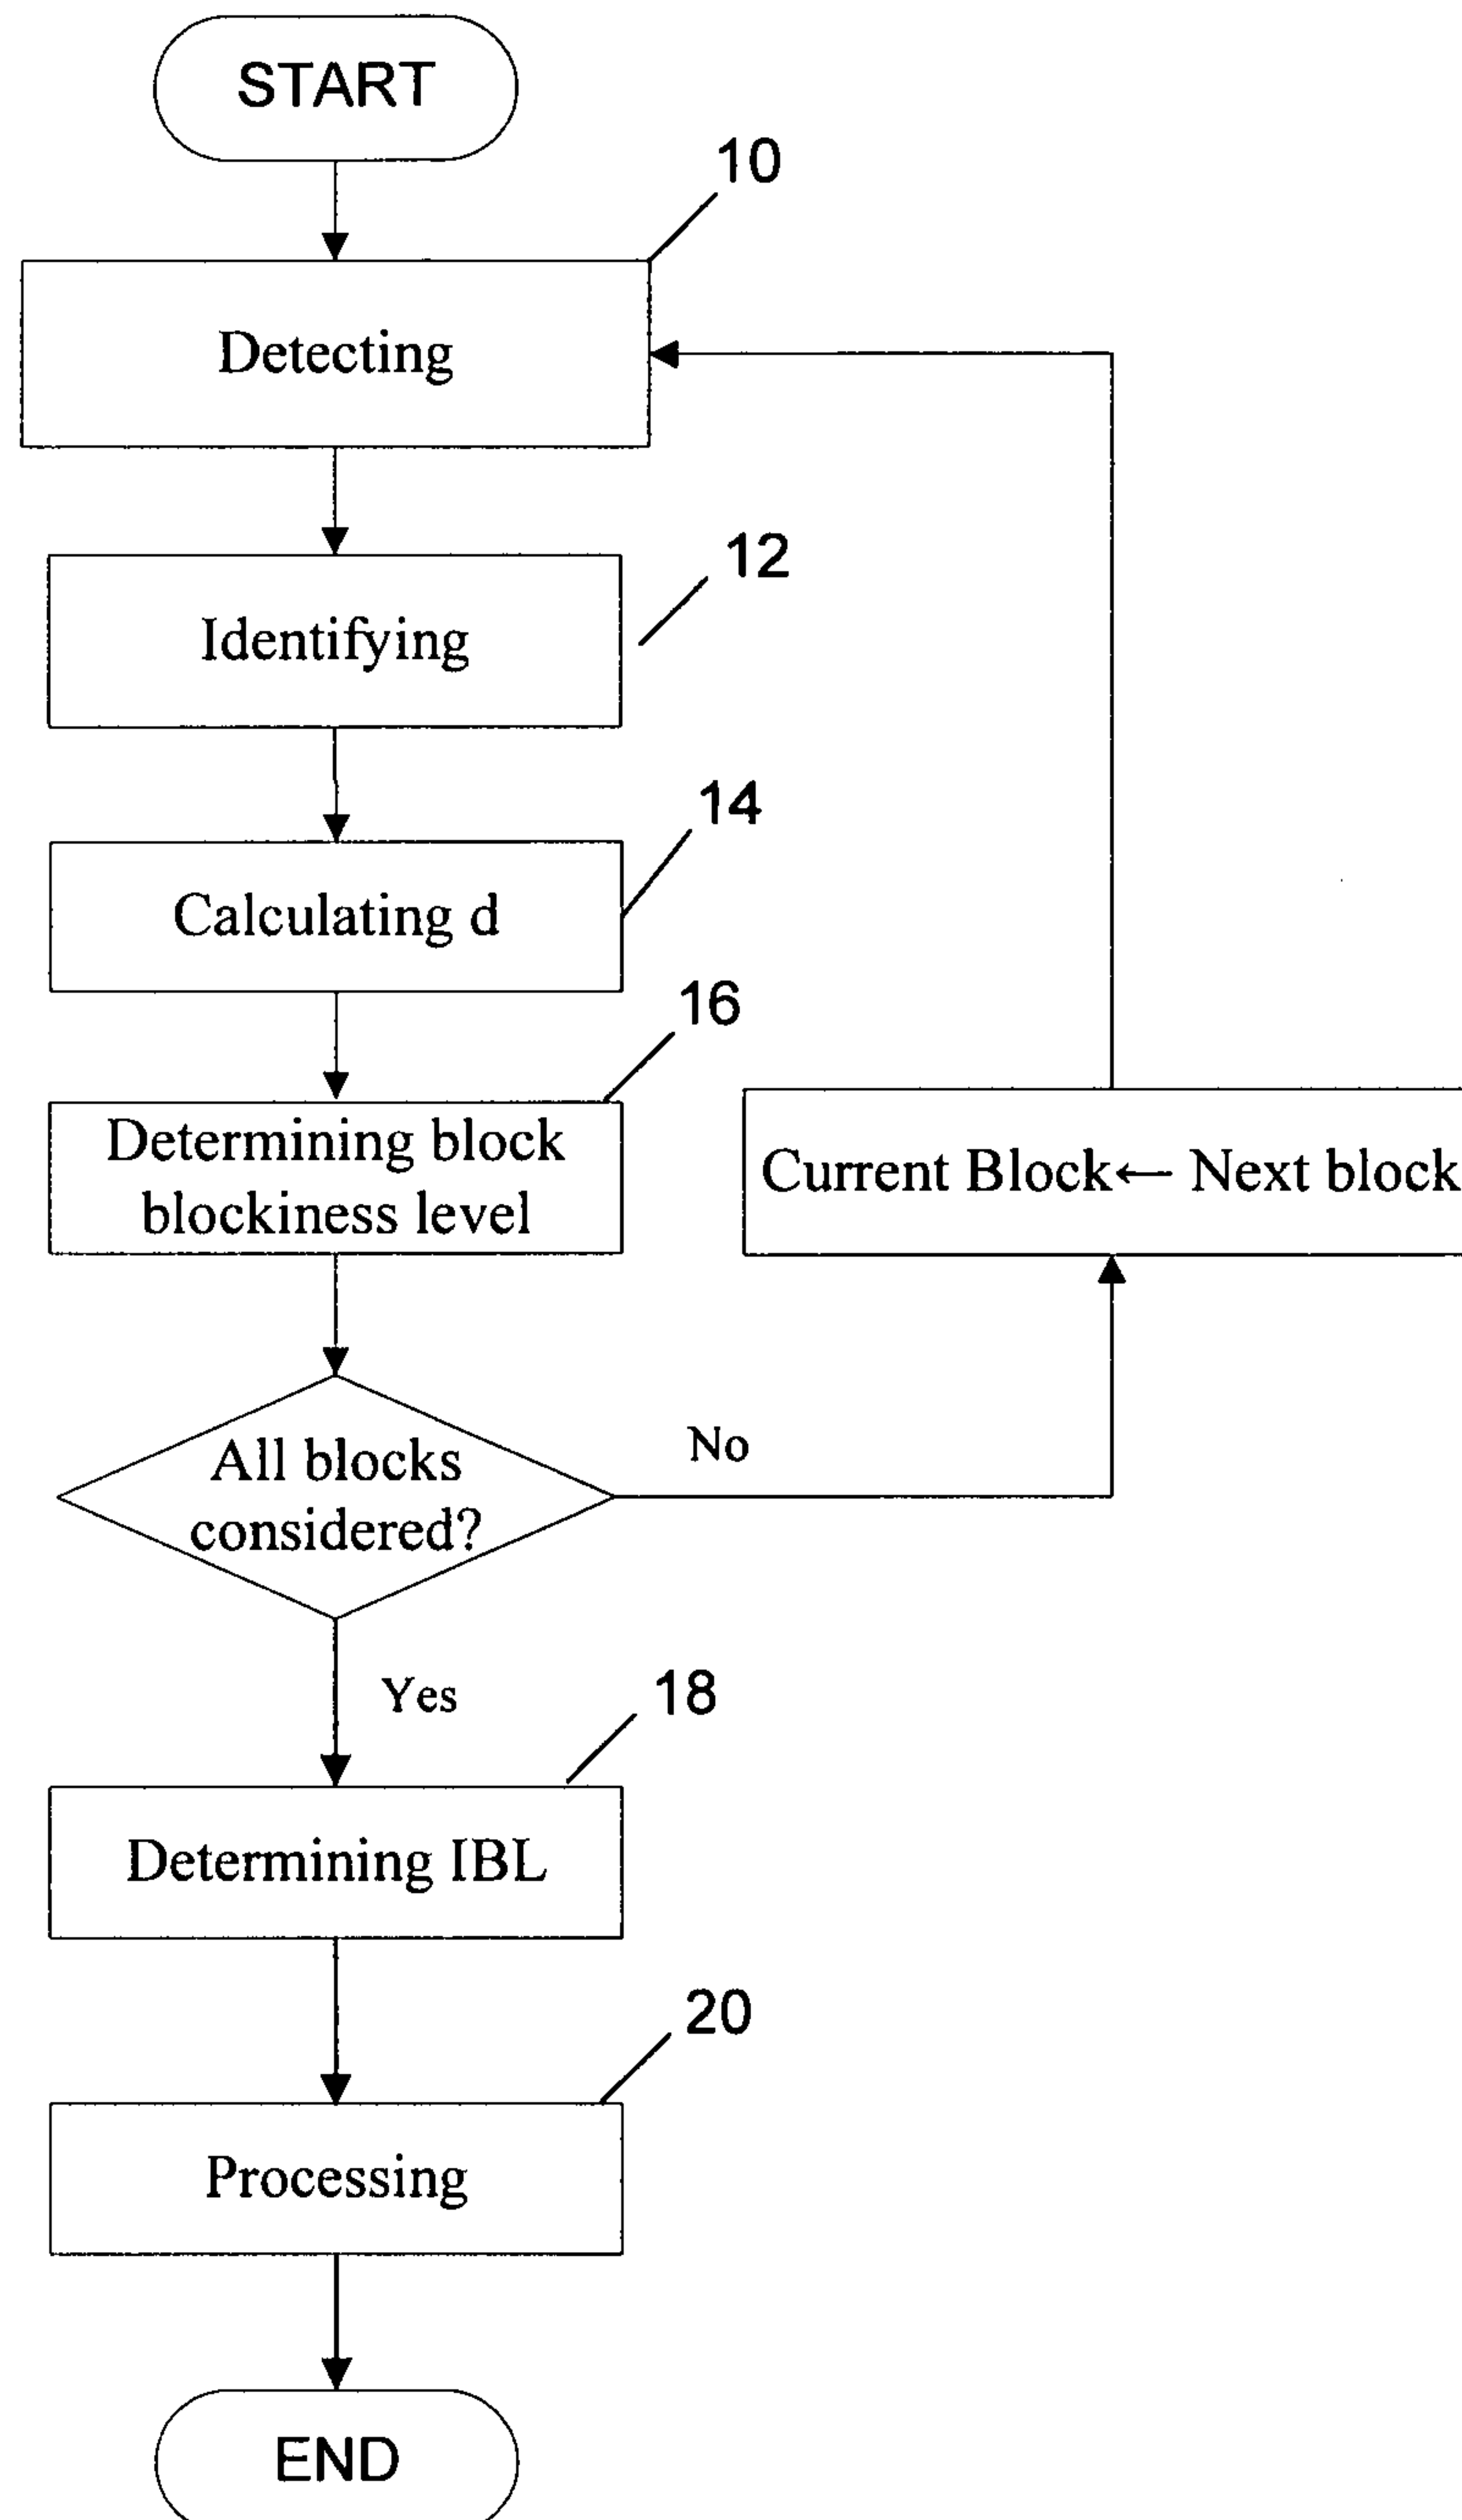 START
10
Detecting
12
Identifying
14
Calculating d
16
Determining block
blockiness level
Current Block← Next block
All blocks
considered?
No
Yes
18
Determining IBL
20
Processing
END